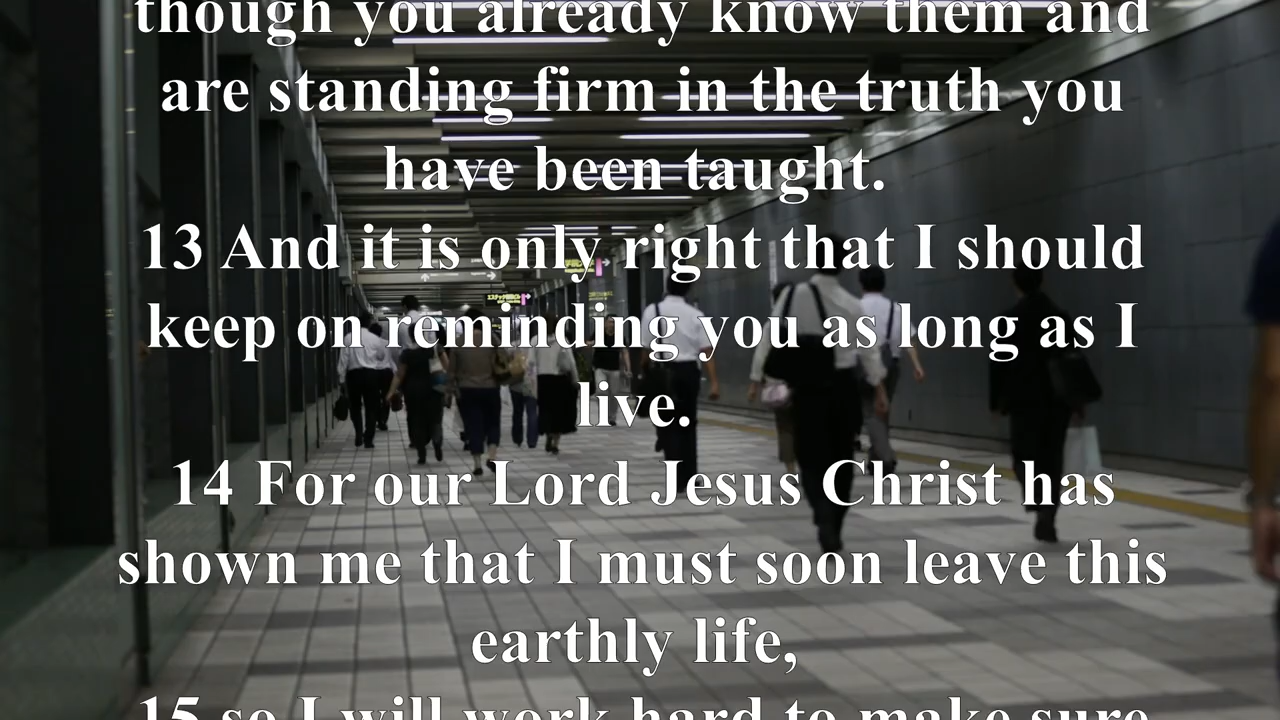 though you already know them and
are standing firm in the truth you
have been taught.
13 And it is only right that I should
keep on reminding you as long as I
live.
14 For our Lord Jesus Christ has
shown me that I must soon leave this
earthly life,
15 so I will work hard to make sure